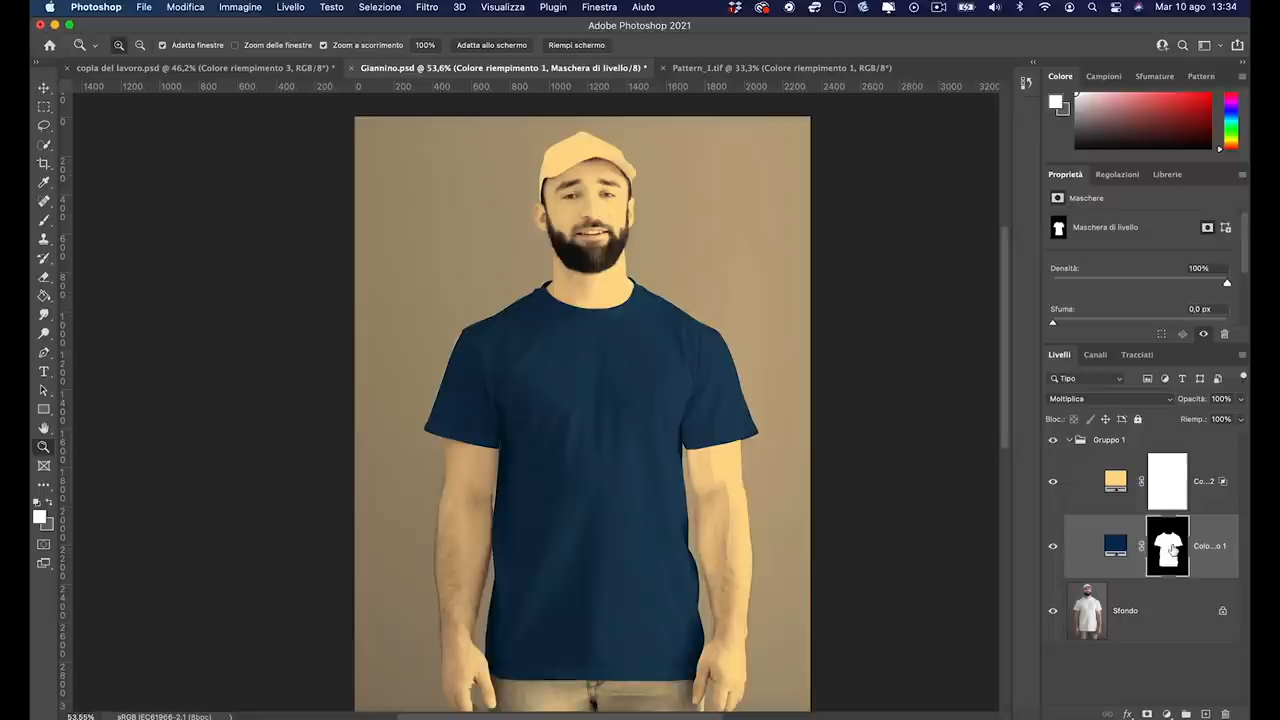 Photoshop File Modifica Immagine Livello Testo Selezione Filtro 3D Visualizza Plugin Finestra Aiuto Mar 10 ago 13:34
Adobe Photoshop 2021
Adatta finestre Zoom delle finestre Zoom a scorrimento 100% Adatta allo schermo Riempi schermo
copia del lavoro.psd @ 46,2% (Colore riempimento 3, RGB/8*) * Giannino.psd @ 53,6% (Colore riempimento 1, Maschera di livello/8) * Pattern_1.tif @ 33,3% (Colore riempimento 1, RGB/8*)
1400 1200 1000 800 600 400 200 0 200 400 600 800 1000 1200 1400 1600 1800 2000 2200 2400 2600 2800 3000 3200
Colore Campioni Sfumature Pattern
Proprietà Regolazioni Librerie
Maschere
Maschera di livello
Densità: 100%
Sfuma: 0,0 px
Livelli Canali Tracciati
Tipo
Moltiplica Opacità: 100%
Bloc.: Riemp.: 100%
Gruppo 1
Co...2
Colo...o 1
Sfondo
53,55% sRGB IEC61966-2.1 (8bpc)